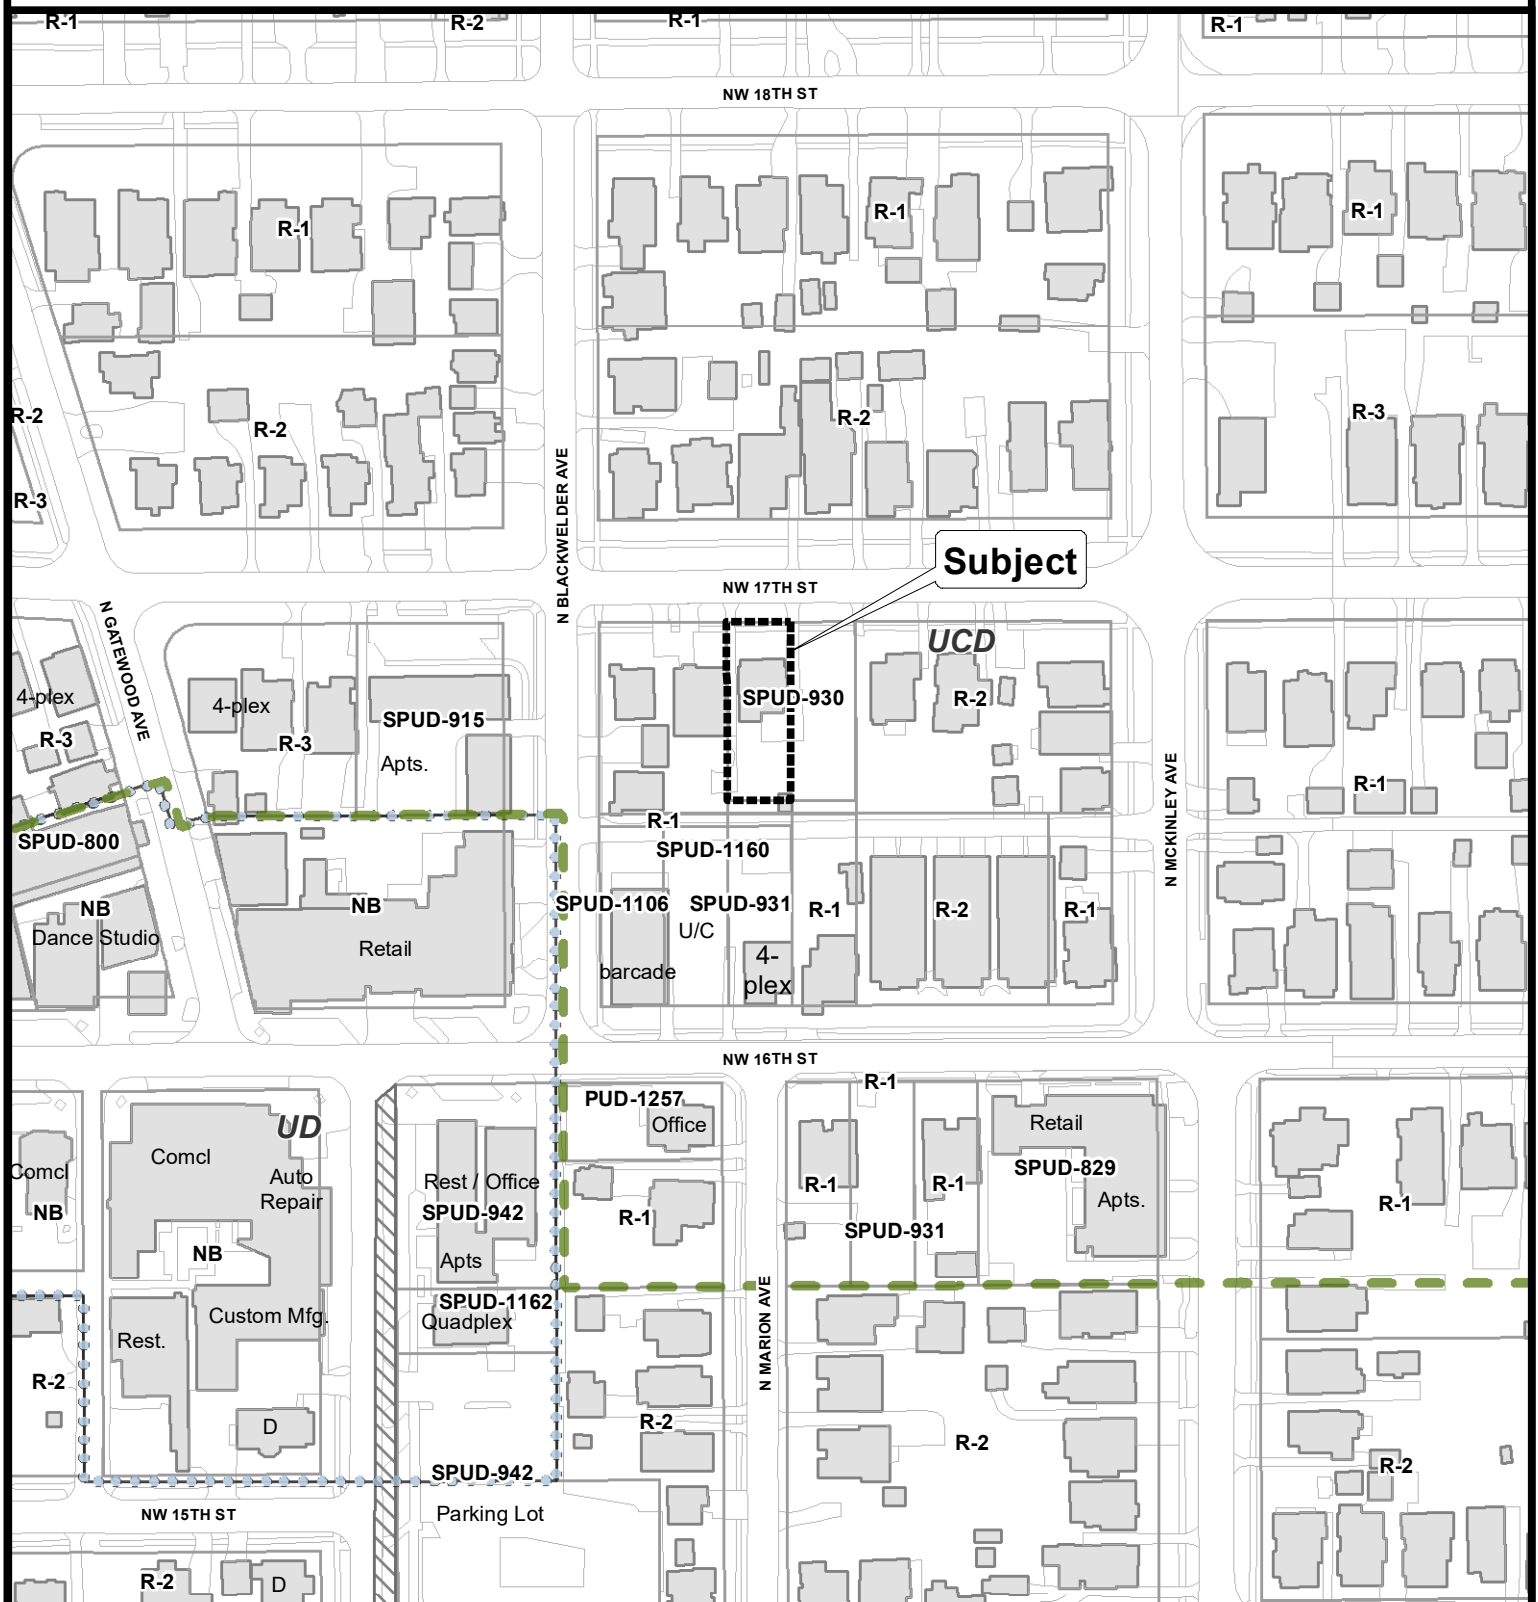 R-1
R-2
R-1
R-1
NW 18TH ST
R-1
R-1
R-1
R-2
R-2
R-2
R-3
R-3
N BLACKWELDER AVE
Subject
NW 17TH ST
N GATEWOOD AVE
UCD
4-plex
4-plex
SPUD-930
R-2
SPUD-915
R-3
R-3
Apts.
N MCKINLEY AVE
R-1
R-1
SPUD-800
SPUD-1160
SPUD-1106
SPUD-931
NB
NB
R-1
R-2
R-1
U/C
Dance Studio
Retail
barcade
4-
plex
NW 16TH ST
R-1
PUD-1257
Office
Retail
UD
Comcl
Auto
Repair
Comcl
Rest / Office
SPUD-829
R-1
R-1
Apts.
NB
SPUD-942
R-1
SPUD-931
R-1
NB
Apts
SPUD-1162
Quadplex
Custom Mfg.
Rest.
N MARION AVE
R-2
R-2
D
R-2
R-2
SPUD-942
NW 15TH ST
Parking Lot
R-2
D